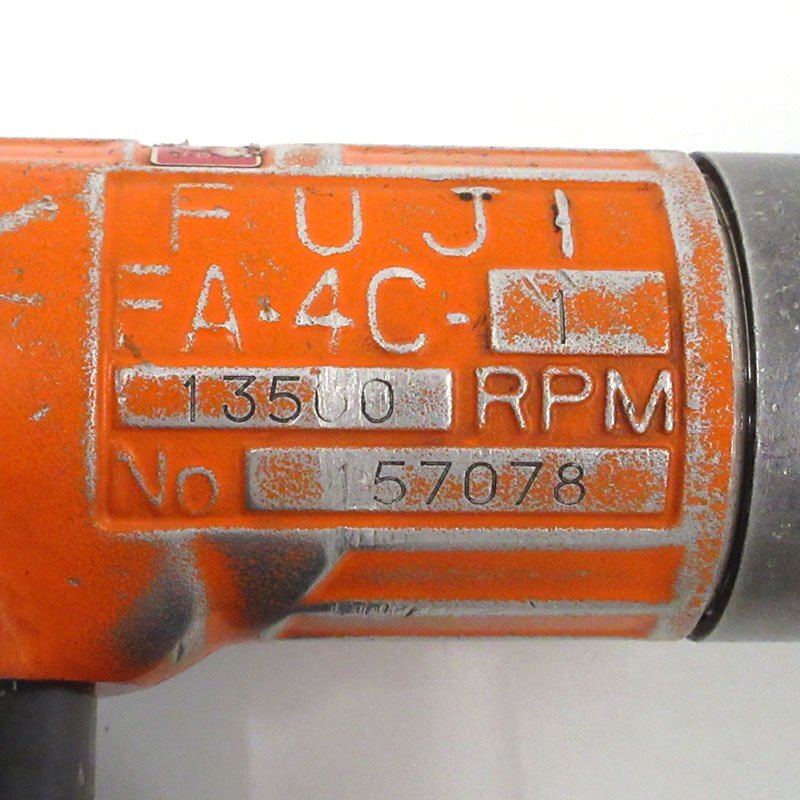 FUJI
FA-4C-1
13500 RPM
No 157078